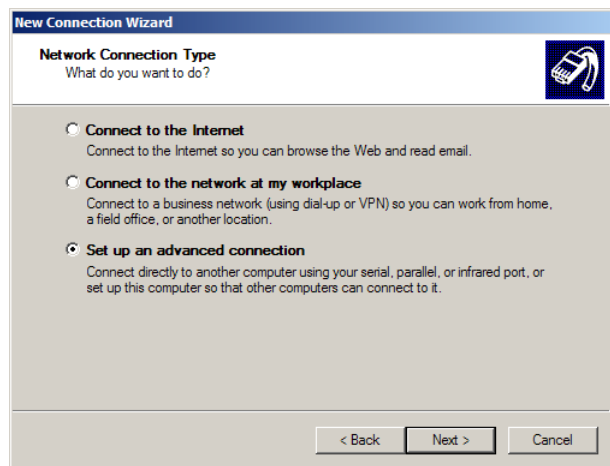 New Connection Wizard
Network Connection Type
What do you want to do?
Connect to the Internet
Connect to the Internet so you can browse the Web and read email.
Connect to the network at my workplace
Connect to a business network (using dial-up or VPN) so you can work from home,
a field office, or another location.
Set up an advanced connection
Connect directly to another computer using your serial, parallel, or infrared port, or
set up this computer so that other computers can connect to it.
< Back Next > Cancel